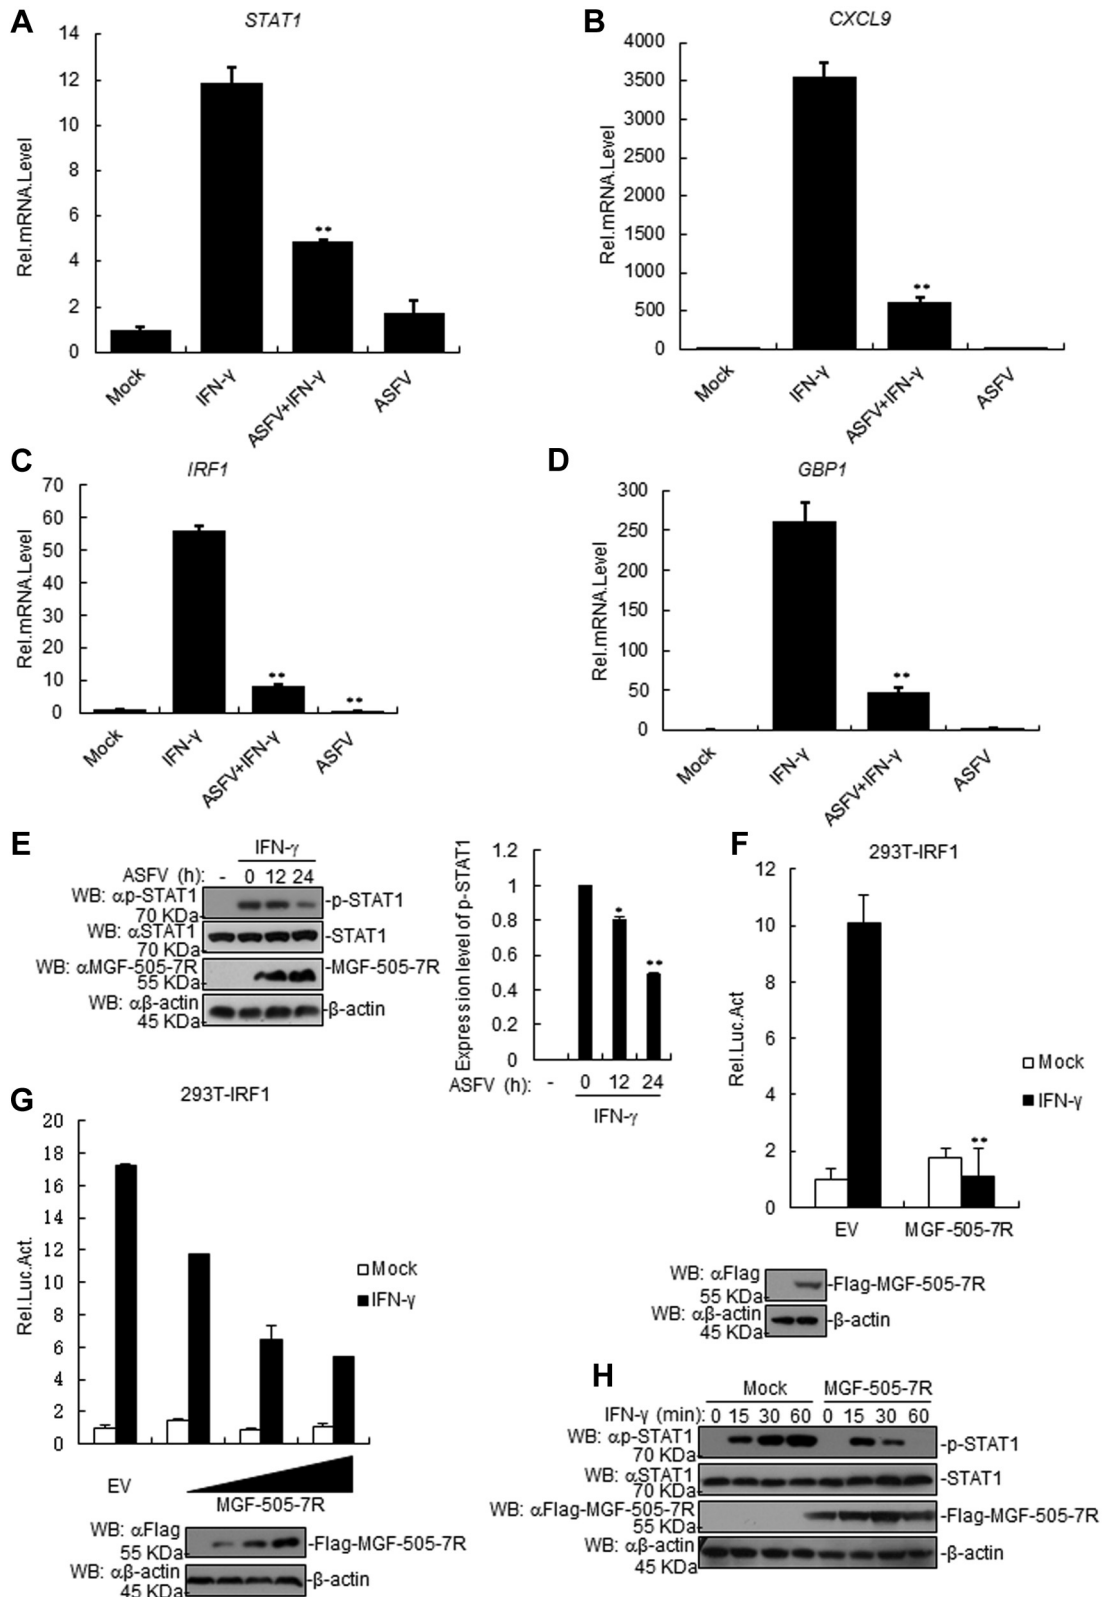 A
STAT1
Rel.mRNA.Level
14
12
10
8
6
4
2
0
Mock
IFN-γ
ASFV+IFN-γ
ASFV
**
B
CXCL9
Rel.mRNA.Level
4000
3500
3000
2500
2000
1500
1000
500
0
Mock
IFN-γ
ASFV+IFN-γ
ASFV
**
C
IRF1
Rel.mRNA.Level
70
60
50
40
30
20
10
0
Mock
IFN-γ
ASFV+IFN-γ
ASFV
**
**
D
GBP1
Rel.mRNA.Level
300
250
200
150
100
50
0
Mock
IFN-γ
ASFV+IFN-γ
ASFV
**
E
IFN-γ
ASFV (h): - 0 12 24
WB: αp-STAT1 -p-STAT1
70 KDa-
WB: αSTAT1 -STAT1
70 KDa-
WB: αMGF-505-7R -MGF-505-7R
55 KDa-
WB: αβ-actin -β-actin
45 KDa-
Expression level of p-STAT1
1.2
1
0.8
0.6
0.4
0.2
0
*
**
ASFV (h): - 0 12 24
IFN-γ
F
293T-IRF1
Rel.Luc.Act
12
10
8
6
4
2
0
**
Mock
IFN-γ
EV MGF-505-7R
WB: αFlag -Flag-MGF-505-7R
55 KDa-
WB: αβ-actin -β-actin
45 KDa-
G
293T-IRF1
Rel.Luc.Act.
20
18
16
14
12
10
8
6
4
2
0
Mock
IFN-γ
EV
MGF-505-7R
WB: αFlag -Flag-MGF-505-7R
55 KDa-
WB: αβ-actin -β-actin
45 KDa-
H
Mock MGF-505-7R
IFN-γ (min): 0 15 30 60 0 15 30 60
WB: αp-STAT1 -p-STAT1
70 KDa-
WB: αSTAT1 -STAT1
70 KDa-
WB: αFlag-MGF-505-7R -Flag-MGF-505-7R
55 KDa-
WB: αβ-actin -β-actin
45 KDa-